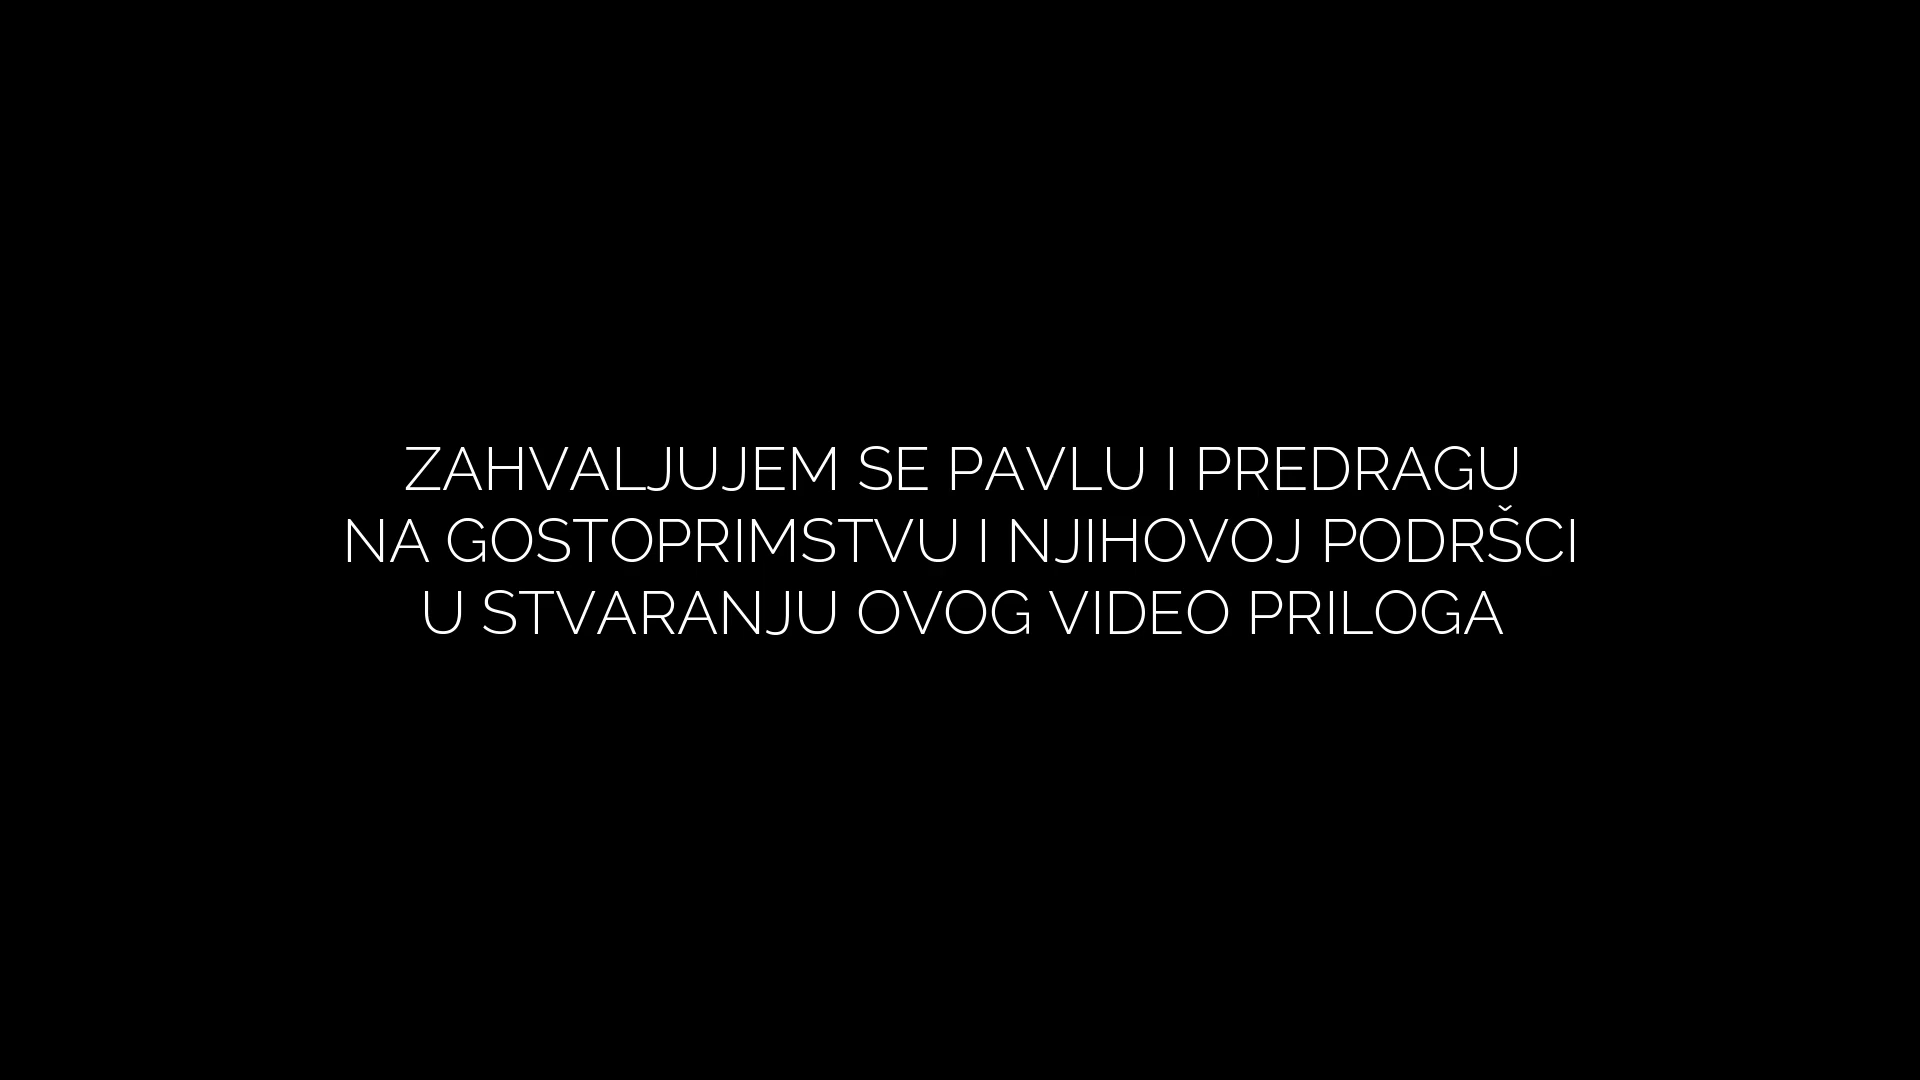 ZAHVALJUJEM SE PAVLU I PREDRAGU
NA GOSTOPRIMSTVU I NJIHOVOJ PODRŠCI
U STVARANJU OVOG VIDEO PRILOGA